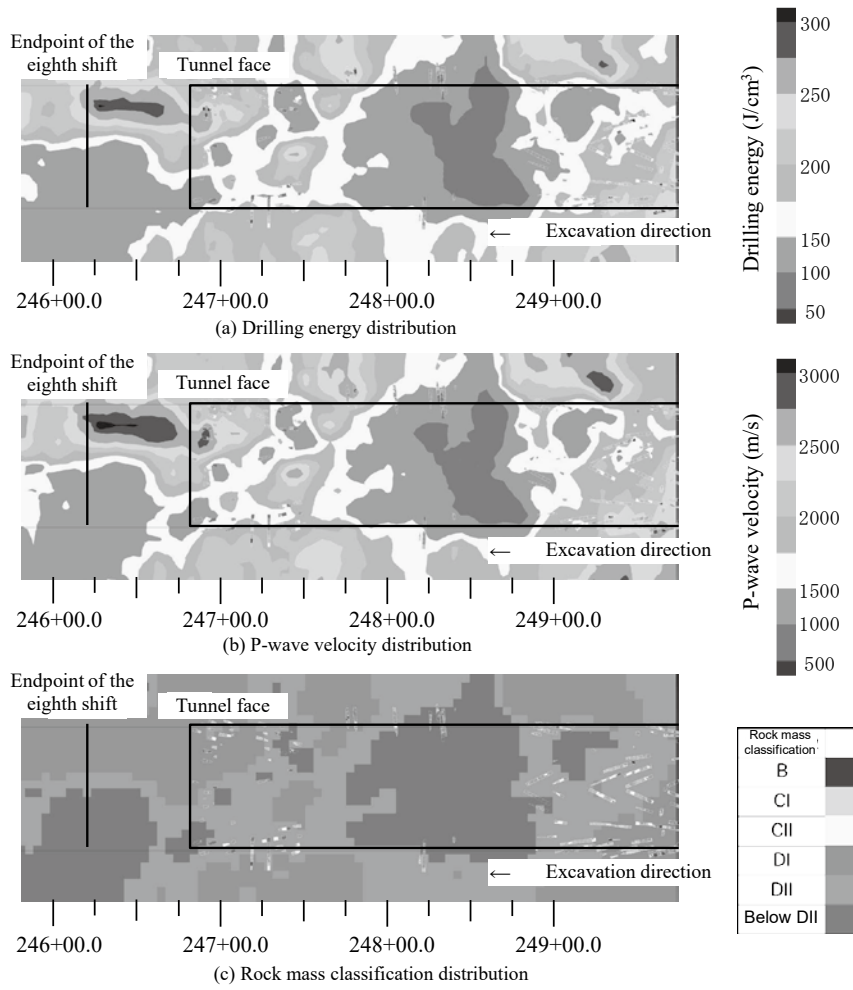 Endpoint of the
eighth shift
Tunnel face
← Excavation direction
246+00.0 247+00.0 248+00.0 249+00.0
(a) Drilling energy distribution
Drilling energy (J/cm³)
300
250
200
150
100
50
Endpoint of the
eighth shift
Tunnel face
← Excavation direction
246+00.0 247+00.0 248+00.0 249+00.0
(b) P-wave velocity distribution
P-wave velocity (m/s)
3000
2500
2000
1500
1000
500
Endpoint of the
eighth shift
Tunnel face
← Excavation direction
246+00.0 247+00.0 248+00.0 249+00.0
(c) Rock mass classification distribution
Rock mass
classification
B
CI
CII
DI
DII
Below DII